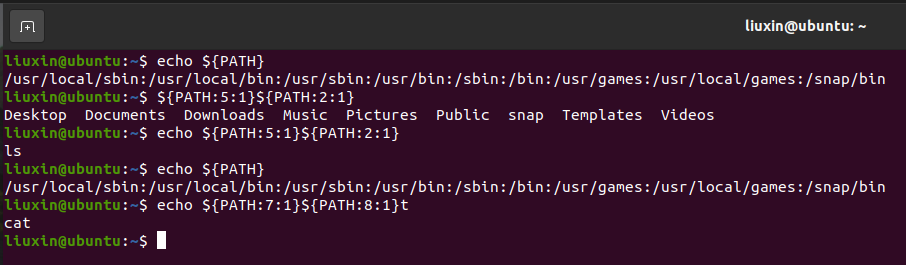 liuxin@ubuntu: ~
liuxin@ubuntu:~$ echo ${PATH}
/usr/local/sbin:/usr/local/bin:/usr/sbin:/usr/bin:/sbin:/bin:/usr/games:/usr/local/games:/snap/bin
liuxin@ubuntu:~$ ${PATH:5:1}${PATH:2:1}
Desktop  Documents  Downloads  Music  Pictures  Public  snap  Templates  Videos
liuxin@ubuntu:~$ echo ${PATH:5:1}${PATH:2:1}
ls
liuxin@ubuntu:~$ echo ${PATH}
/usr/local/sbin:/usr/local/bin:/usr/sbin:/usr/bin:/sbin:/bin:/usr/games:/usr/local/games:/snap/bin
liuxin@ubuntu:~$ echo ${PATH:7:1}${PATH:8:1}t
cat
liuxin@ubuntu:~$